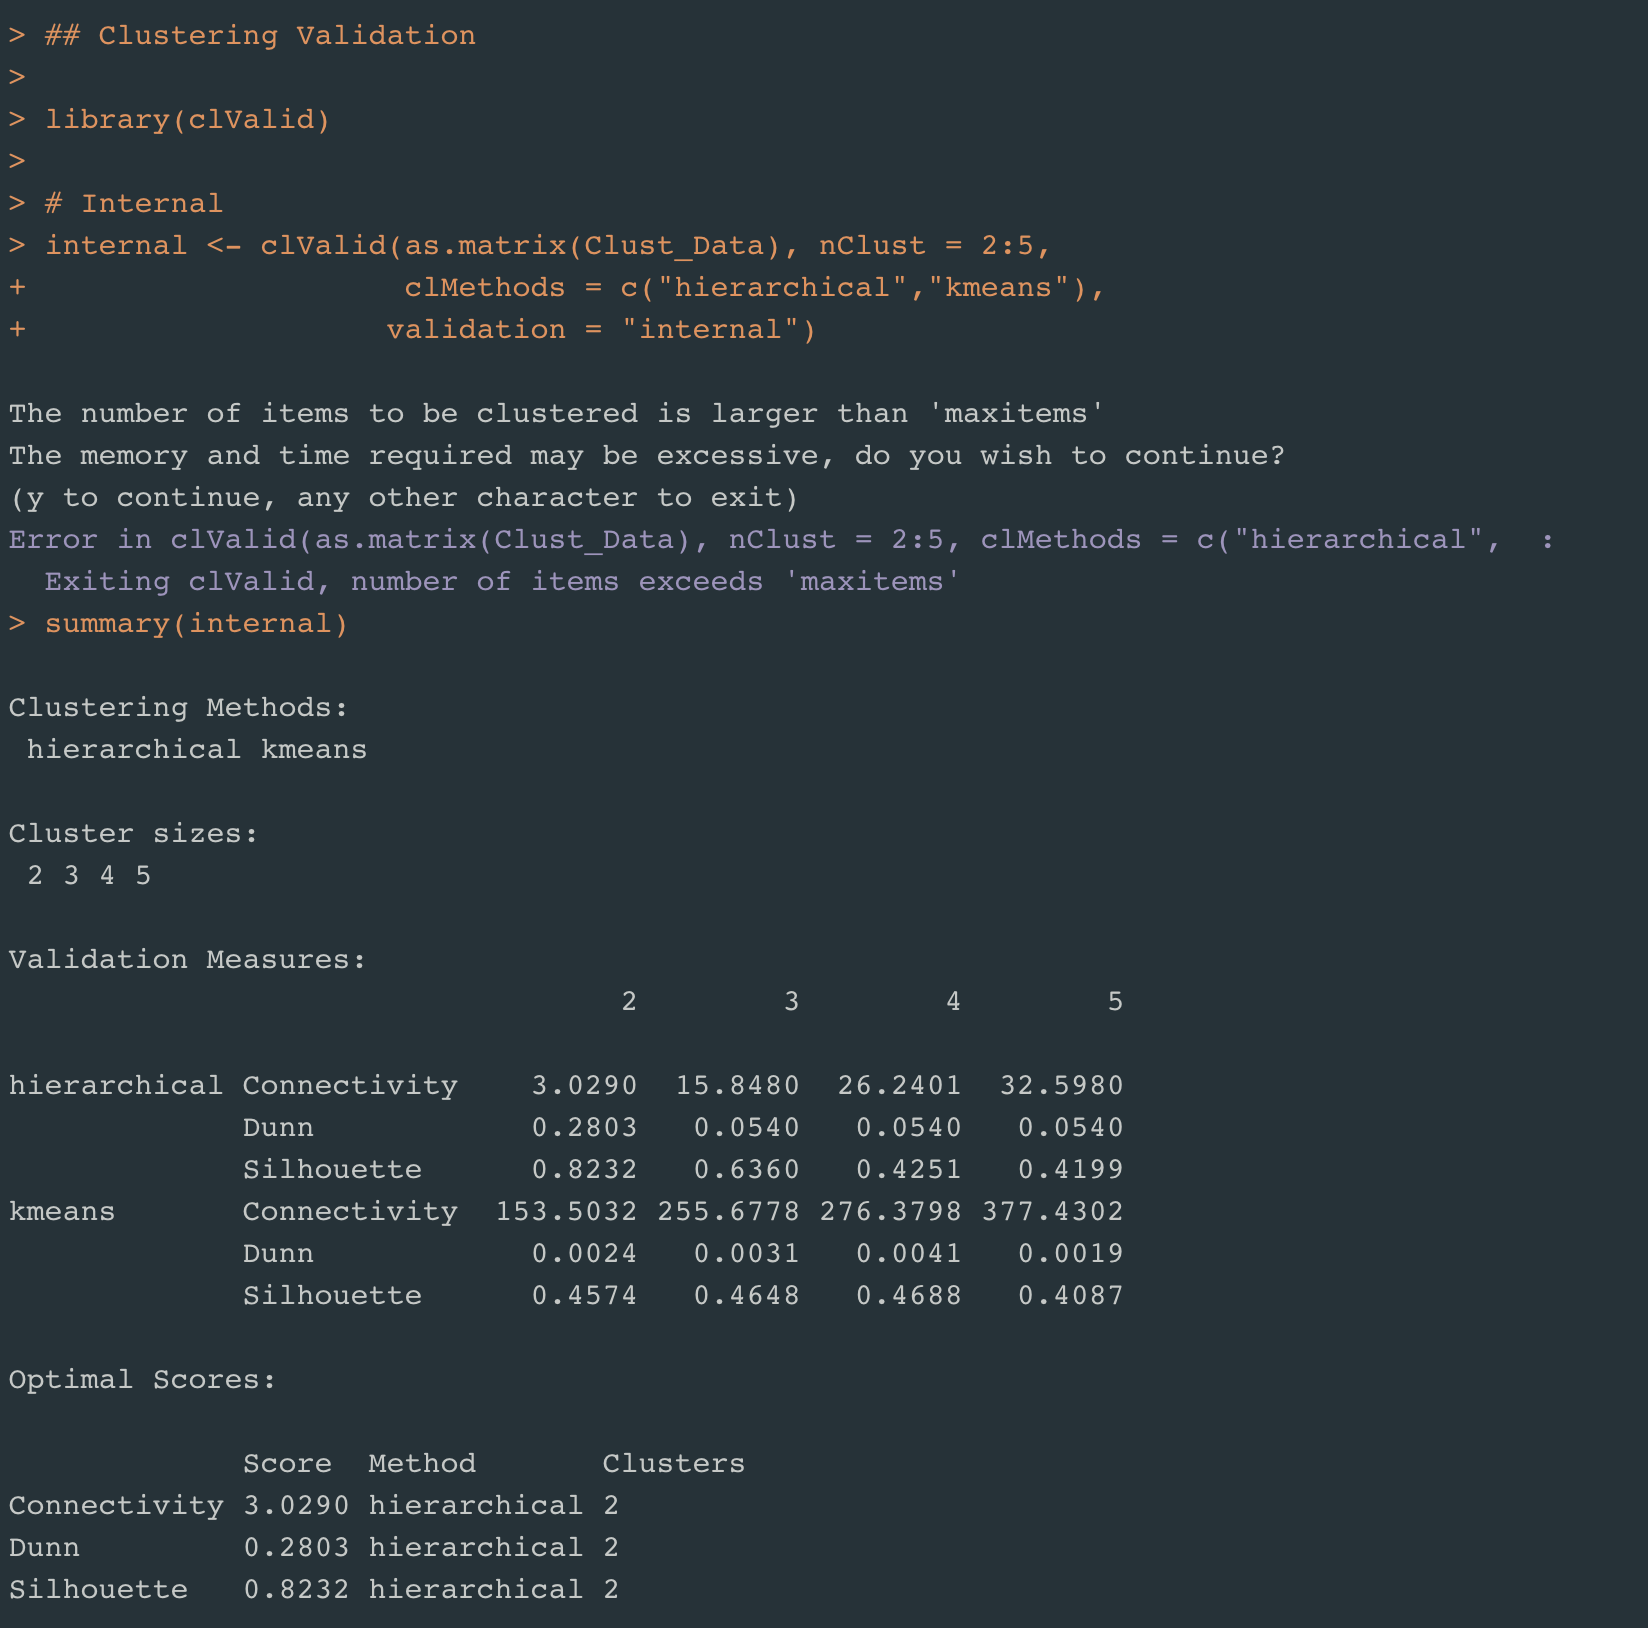 > ## Clustering Validation
>
> library(clValid)
>
> # Internal
> internal <- clValid(as.matrix(Clust_Data), nClust = 2:5,
+                     clMethods = c("hierarchical","kmeans"),
+                    validation = "internal")

The number of items to be clustered is larger than 'maxitems'
The memory and time required may be excessive, do you wish to continue?
(y to continue, any other character to exit)
Error in clValid(as.matrix(Clust_Data), nClust = 2:5, clMethods = c("hierarchical",  :
  Exiting clValid, number of items exceeds 'maxitems'
> summary(internal)

Clustering Methods:
 hierarchical kmeans

Cluster sizes:
 2 3 4 5

Validation Measures:
                                  2        3        4        5

hierarchical Connectivity    3.0290  15.8480  26.2401  32.5980
             Dunn            0.2803   0.0540   0.0540   0.0540
             Silhouette      0.8232   0.6360   0.4251   0.4199
kmeans       Connectivity  153.5032 255.6778 276.3798 377.4302
             Dunn            0.0024   0.0031   0.0041   0.0019
             Silhouette      0.4574   0.4648   0.4688   0.4087

Optimal Scores:

             Score  Method       Clusters
Connectivity 3.0290 hierarchical 2
Dunn         0.2803 hierarchical 2
Silhouette   0.8232 hierarchical 2